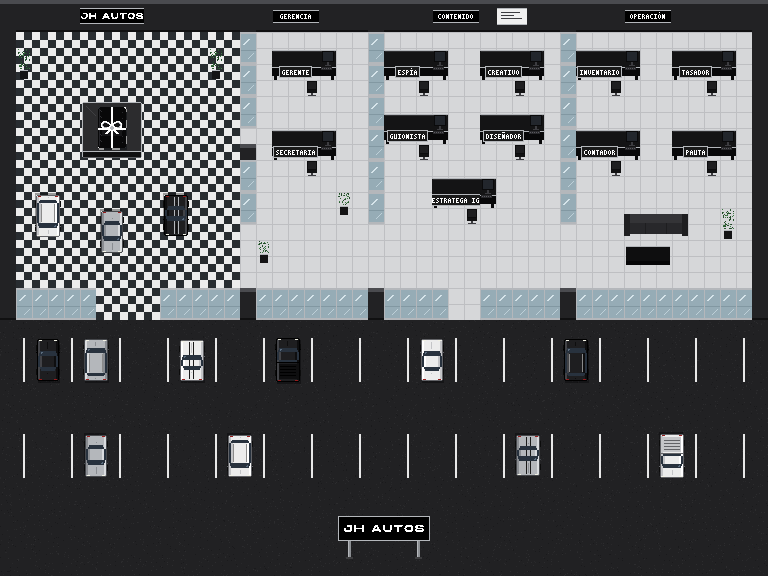 JH AUTOS
GERENCIA
CONTENIDO
OPERACIÓN
GERENTE
ESPÍA
CREATIVO
INVENTARIO
TASADOR
GUIONISTA
DISEÑADOR
SECRETARIA
CONTADOR
PAUTA
ESTRATEGA IG
JH AUTOS